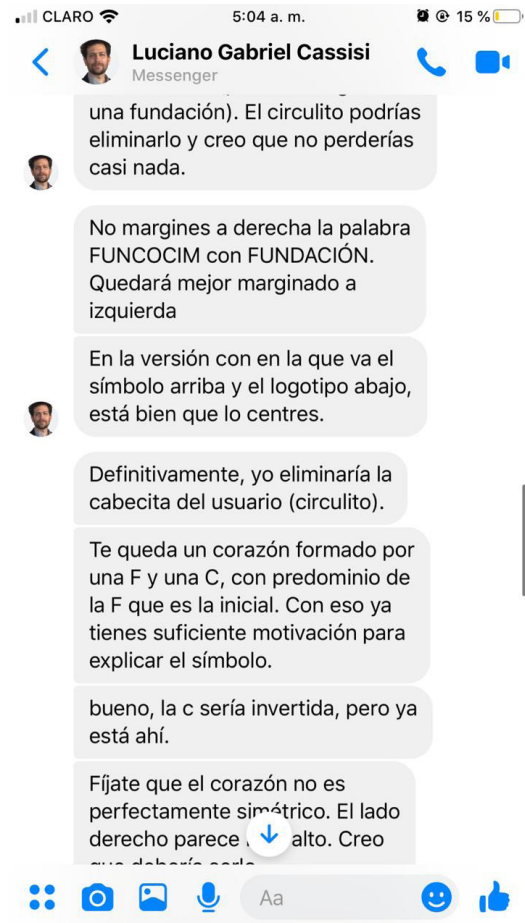 CLARO
5:04 a. m.
15 %
Luciano Gabriel Cassisi
Messenger
una fundación). El circulito podrías
eliminarlo y creo que no perderías
casi nada.
No margines a derecha la palabra
FUNCOCIM con FUNDACIÓN.
Quedará mejor marginado a
izquierda
En la versión con en la que va el
símbolo arriba y el logotipo abajo,
está bien que lo centres.
Definitivamente, yo eliminaría la
cabecita del usuario (circulito).
Te queda un corazón formado por
una F y una C, con predominio de
la F que es la inicial. Con eso ya
tienes suficiente motivación para
explicar el símbolo.
bueno, la c sería invertida, pero ya
está ahí.
Fíjate que el corazón no es
perfectamente simétrico. El lado
derecho parece alto. Creo
que debería serlo
Aa